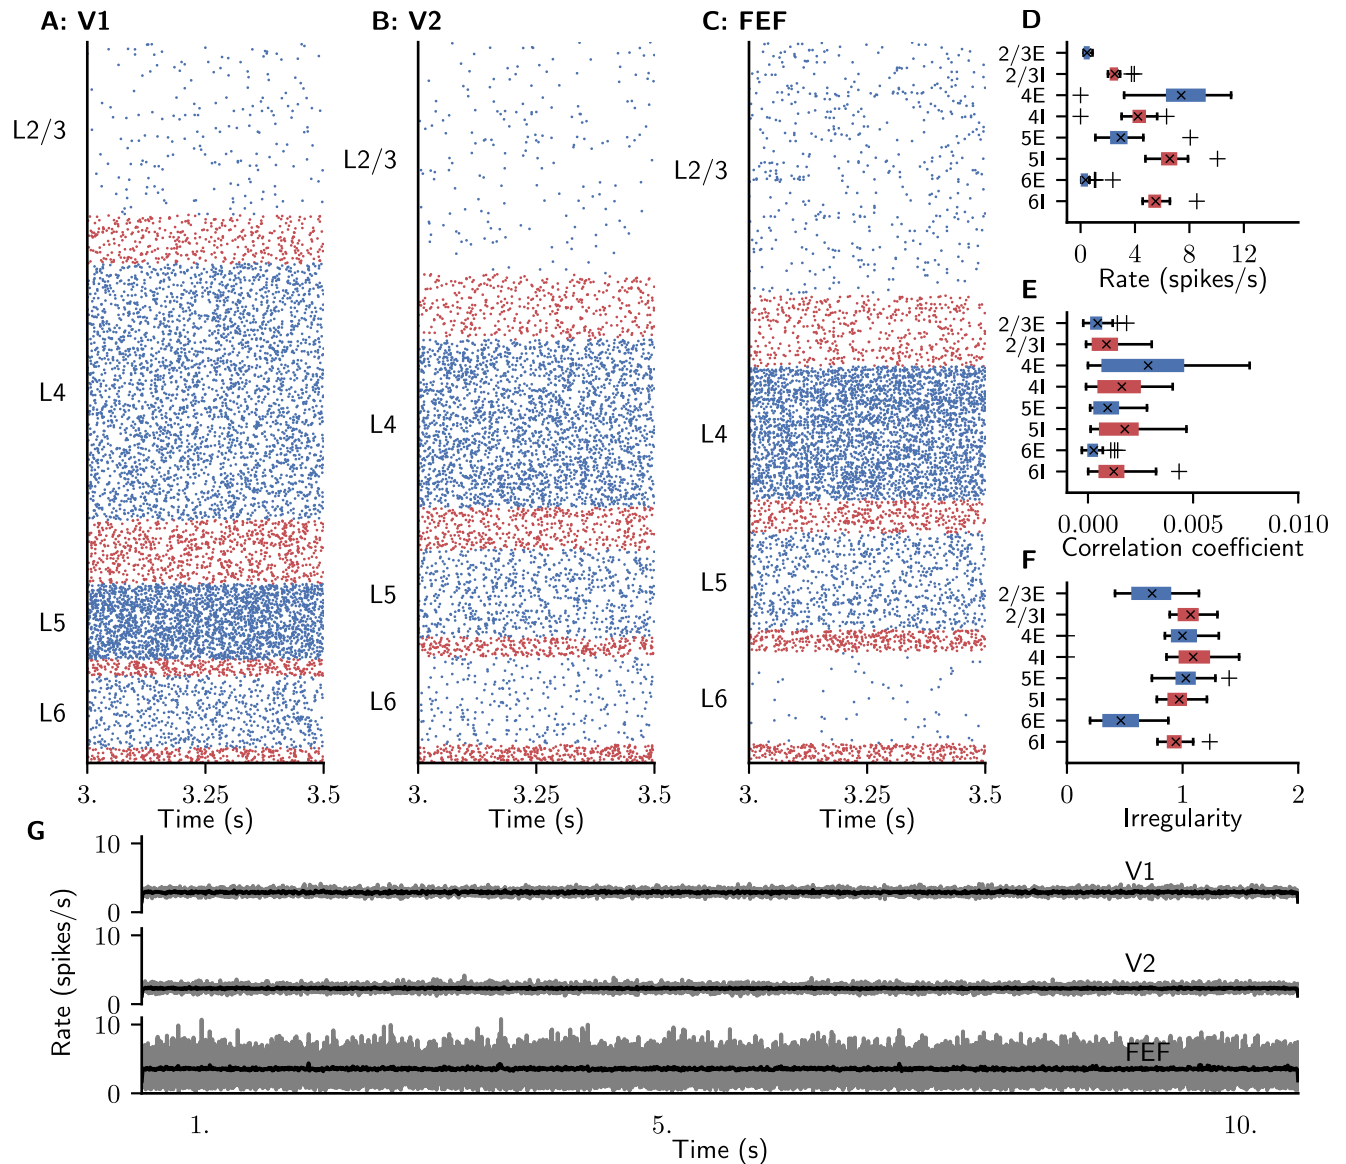 A: V1
B: V2
C: FEF
D
L2/3
L4
L5
L6
3.
3.25
3.5
Time (s)
L2/3
L4
L5
L6
3.
3.25
3.5
Time (s)
L2/3
L4
L5
L6
3.
3.25
3.5
Time (s)
2/3E
2/3I
4E
4I
5E
5I
6E
6I
0
4
8
12
Rate (spikes/s)
E
2/3E
2/3I
4E
4I
5E
5I
6E
6I
0.000
0.005
0.010
Correlation coefficient
F
2/3E
2/3I
4E
4I
5E
5I
6E
6I
0
1
2
Irregularity
G
Rate (spikes/s)
10
0
V1
10
0
V2
10
5
0
FEF
1.
5.
10.
Time (s)